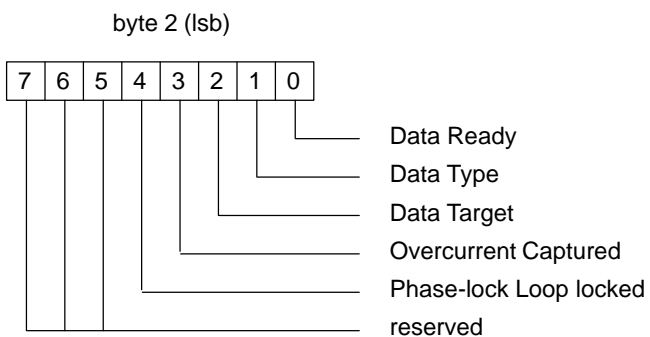 byte 2 (lsb)
7 6 5 4 3 2 1 0
Data Ready
Data Type
Data Target
Overcurrent Captured
Phase-lock Loop locked
reserved